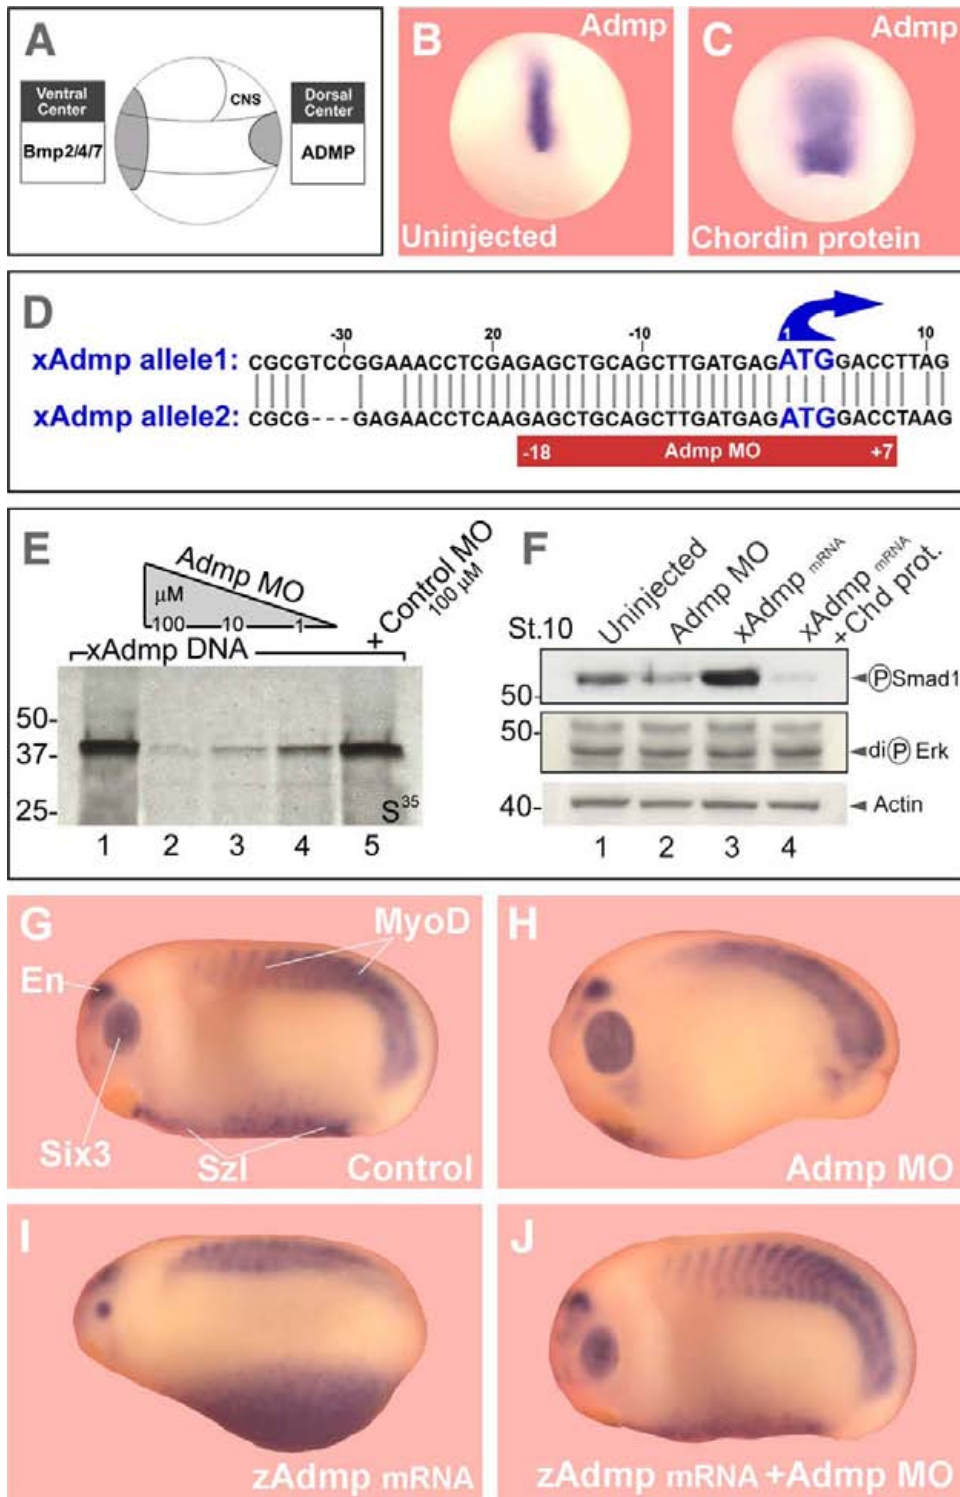 A
Ventral
Center
Bmp2/4/7
CNS
Dorsal
Center
ADMP
B
Admp
Uninjected
C
Admp
Chordin protein
D
-30 20 -10 1 10
xAdmp allele1: CGCGTCCGGAAACCTCGAGAGCTGCAGCTTGATGAGATGGACCTTAG
xAdmp allele2: CGCG---GAGAACCTCAAGAGCTGCAGCTTGATGAGATGGACCTAAG
-18 Admp MO +7
E
Admp MO
µM
100 10 1
+ Control MO
100 µM
xAdmp DNA
50-
37-
25-
S35
1 2 3 4 5
F
St.10
Uninjected
Admp MO
xAdmp mRNA
xAdmp mRNA
+Chd prot.
50-
P Smad1
50-
di P Erk
40-
Actin
1 2 3 4
G
MyoD
En
Six3
Szl
Control
H
Admp MO
I
zAdmp mRNA
J
zAdmp mRNA +Admp MO